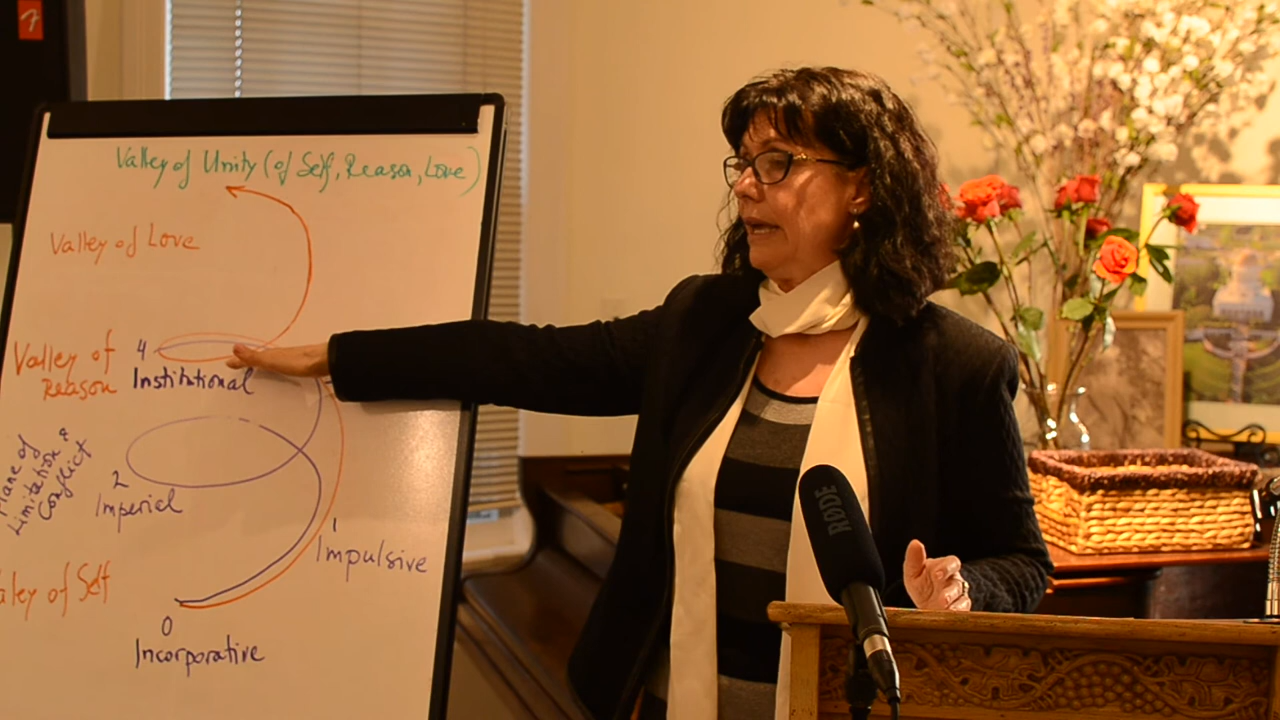 Valley of Unity (of Self, Reason, Love)
Valley of Love
Valley of
Reason
4
Institutional
Plane of
Limitation &
Conflict
2
Imperial
1
Impulsive
Valley of Self
0
Incorporative
RØDE